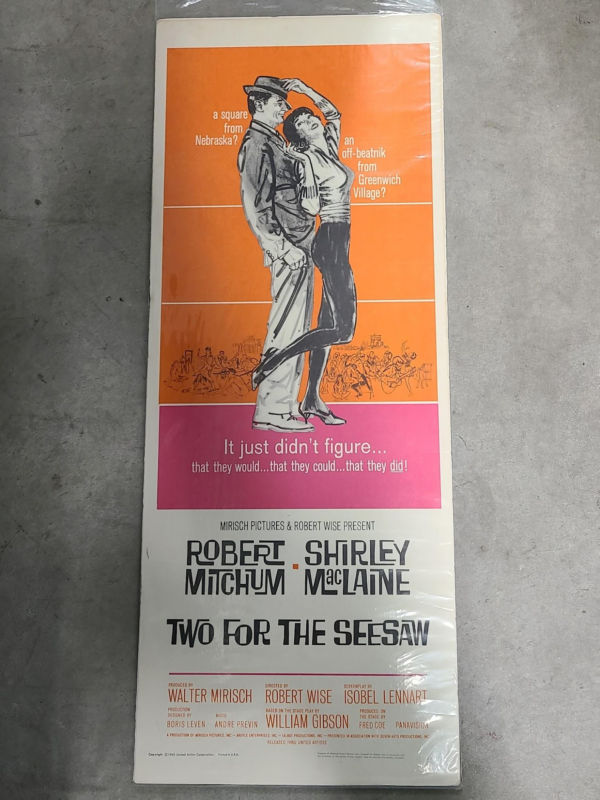 a square
from
Nebraska?
an
off-beatnik
from
Greenwich
Village?
It just didn't figure...
that they would...that they could...that they did!
MIRISCH PICTURES & ROBERT WISE PRESENT
ROBERT MITCHUM · SHIRLEY MacLAINE
TWO FOR THE SEESAW
PRODUCED BY
WALTER MIRISCH
DIRECTED BY
ROBERT WISE
SCREENPLAY BY
ISOBEL LENNART
PRODUCTION
DESIGNED BY
BORIS LEVEN
MUSIC
ANDRE PREVIN
BASED ON THE STAGE PLAY BY
WILLIAM GIBSON
PRODUCED ON
THE STAGE BY
FRED COE
PANAVISION
RELEASED THRU UNITED ARTISTS